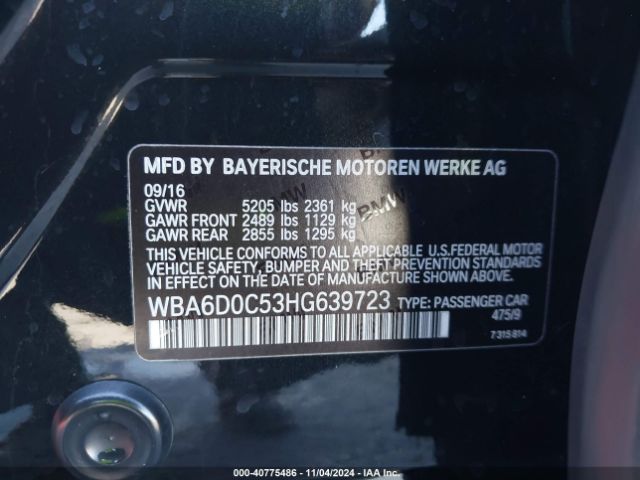 MFD BY BAYERISCHE MOTOREN WERKE AG
09/16
GVWR 5205 lbs 2361 kg
GAWR FRONT 2489 lbs 1129 kg
GAWR REAR 2855 lbs 1295 kg
THIS VEHICLE CONFORMS TO ALL APPLICABLE U.S.FEDERAL MOTOR
VEHICLE SAFETY, BUMPER AND THEFT PREVENTION STANDARDS
IN EFFECT ON THE DATE OF MANUFACTURE SHOWN ABOVE.
WBA6D0C53HG639723 TYPE: PASSENGER CAR
475/9
7 315 814
000-40775486 - 11/04/2024 - IAA Inc.